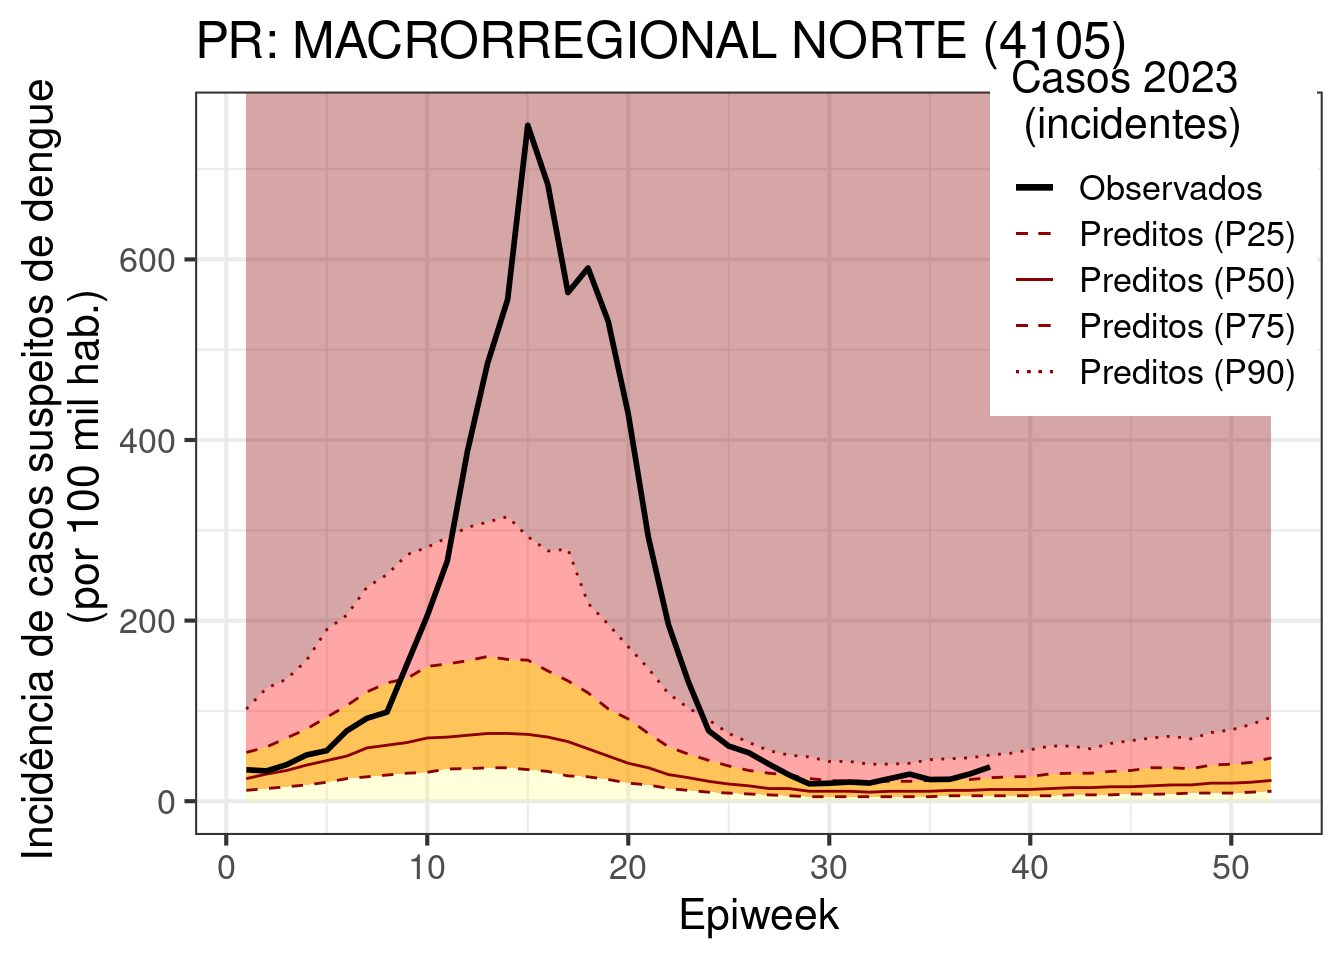 PR: MACRORREGIONAL NORTE (4105)
Casos 2023
(incidentes)
Observados
Preditos (P25)
Preditos (P50)
Preditos (P75)
Preditos (P90)
Incidência de casos suspeitos de dengue
(por 100 mil hab.)
600
400
200
0
0 10 20 30 40 50
Epiweek